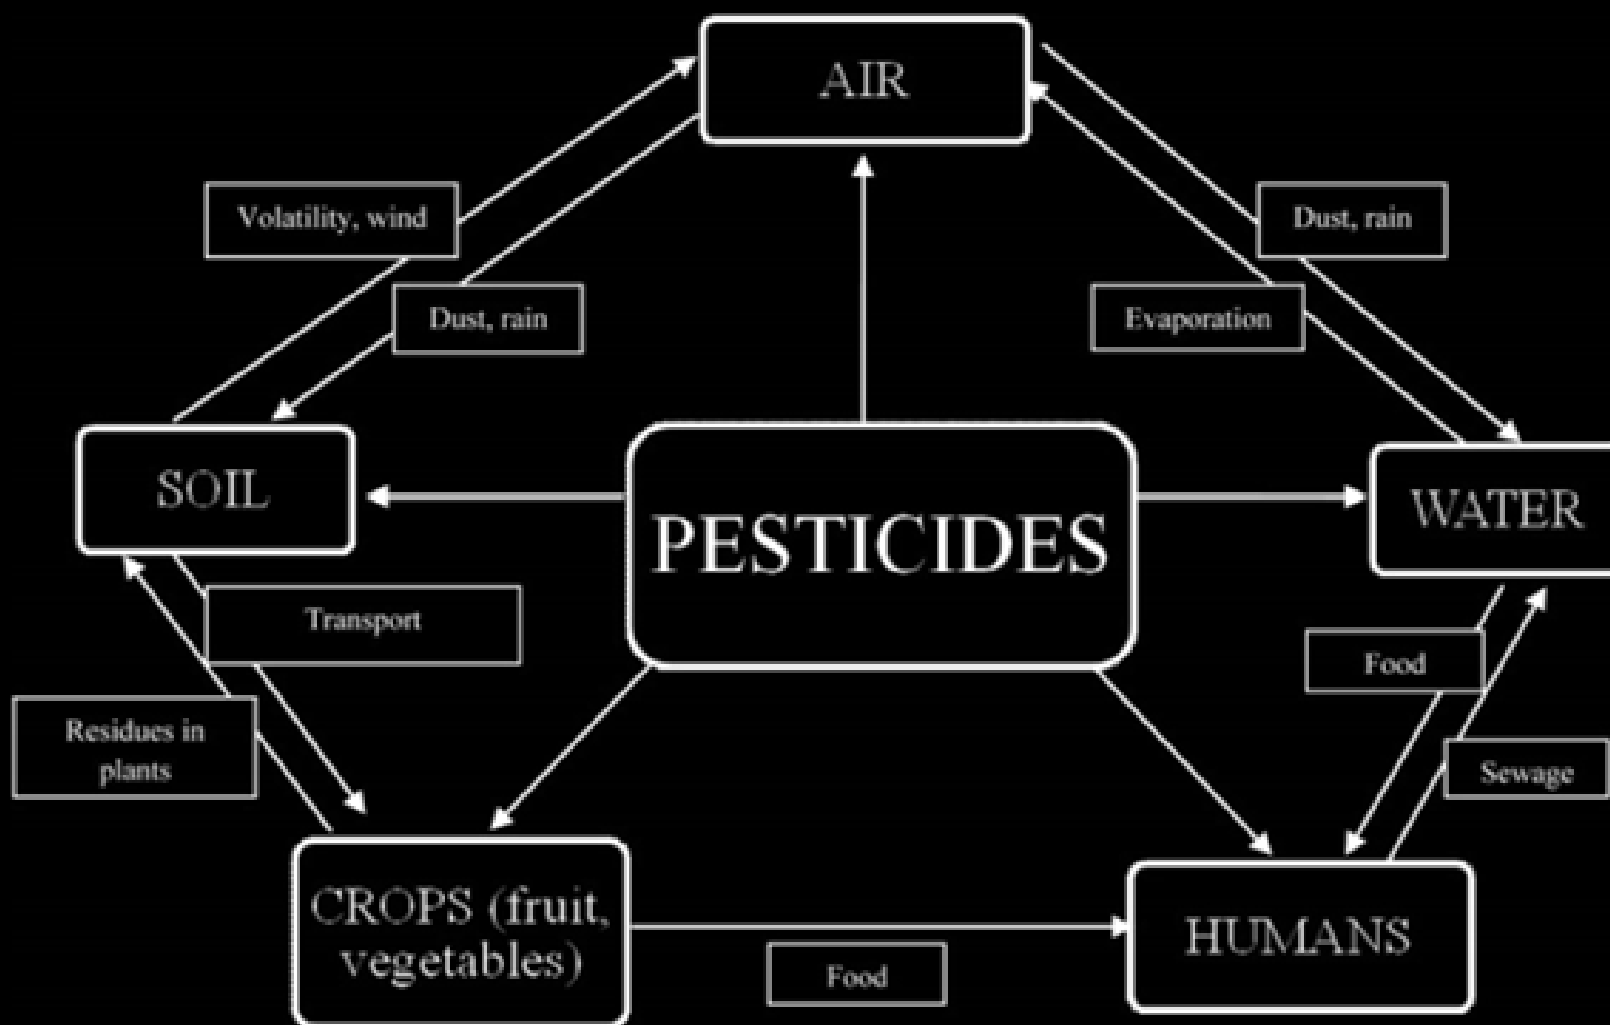 AIR
Volatility, wind
Dust, rain
Dust, rain
Evaporation
SOIL
PESTICIDES
WATER
Transport
Food
Residues in
plants
Sewage
CROPS (fruit,
vegetables)
HUMANS
Food